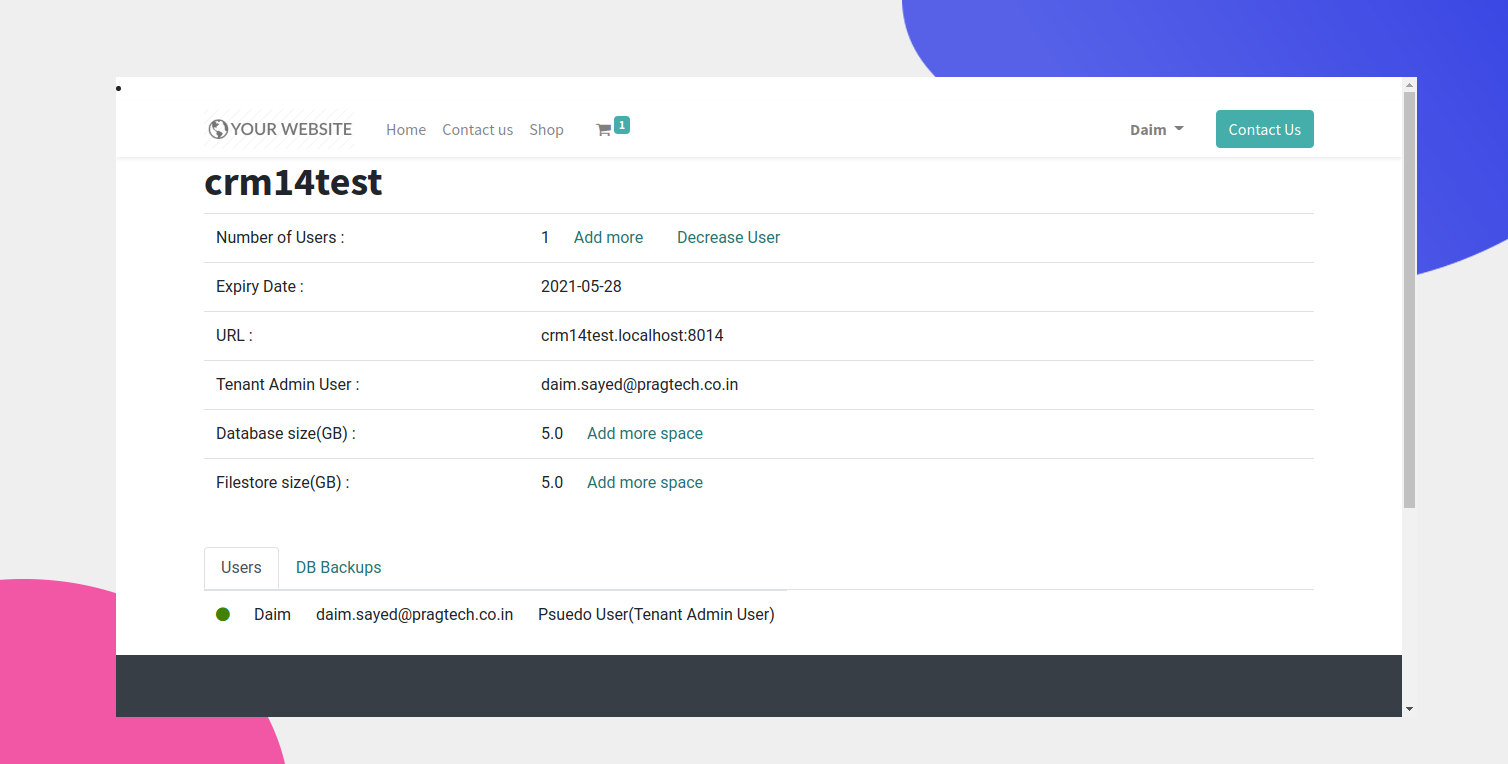 YOUR WEBSITE Home Contact us Shop 1 Daim Contact Us
crm14test
Number of Users : 1 Add more Decrease User
Expiry Date : 2021-05-28
URL : crm14test.localhost:8014
Tenant Admin User : daim.sayed@pragtech.co.in
Database size(GB) : 5.0 Add more space
Filestore size(GB) : 5.0 Add more space
Users DB Backups
Daim daim.sayed@pragtech.co.in Psuedo User(Tenant Admin User)